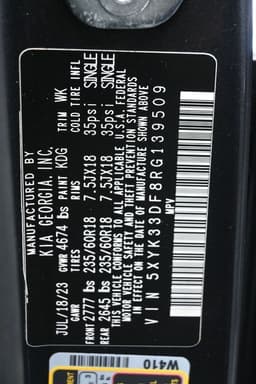 MANUFACTURED BY
KIA GEORGIA, INC.
JUL/18/23 GVWR 4674 lbs PAINT KDG TRIM WK
GAWR TIRES RIMS COLD TIRE INFL
FRONT 2777 lbs 235/60R18 7.5JX18 35psi SINGLE
REAR 2645 lbs 235/60R18 7.5JX18 35psi SINGLE
THIS VEHICLE CONFORMS TO ALL APPLICABLE U.S.A. FEDERAL
MOTOR VEHICLE SAFETY AND THEFT PREVENTION STANDARDS
IN EFFECT ON THE DATE OF MANUFACTURE SHOWN ABOVE
VIN 5XYK33DF8RG139509
MPV
W410